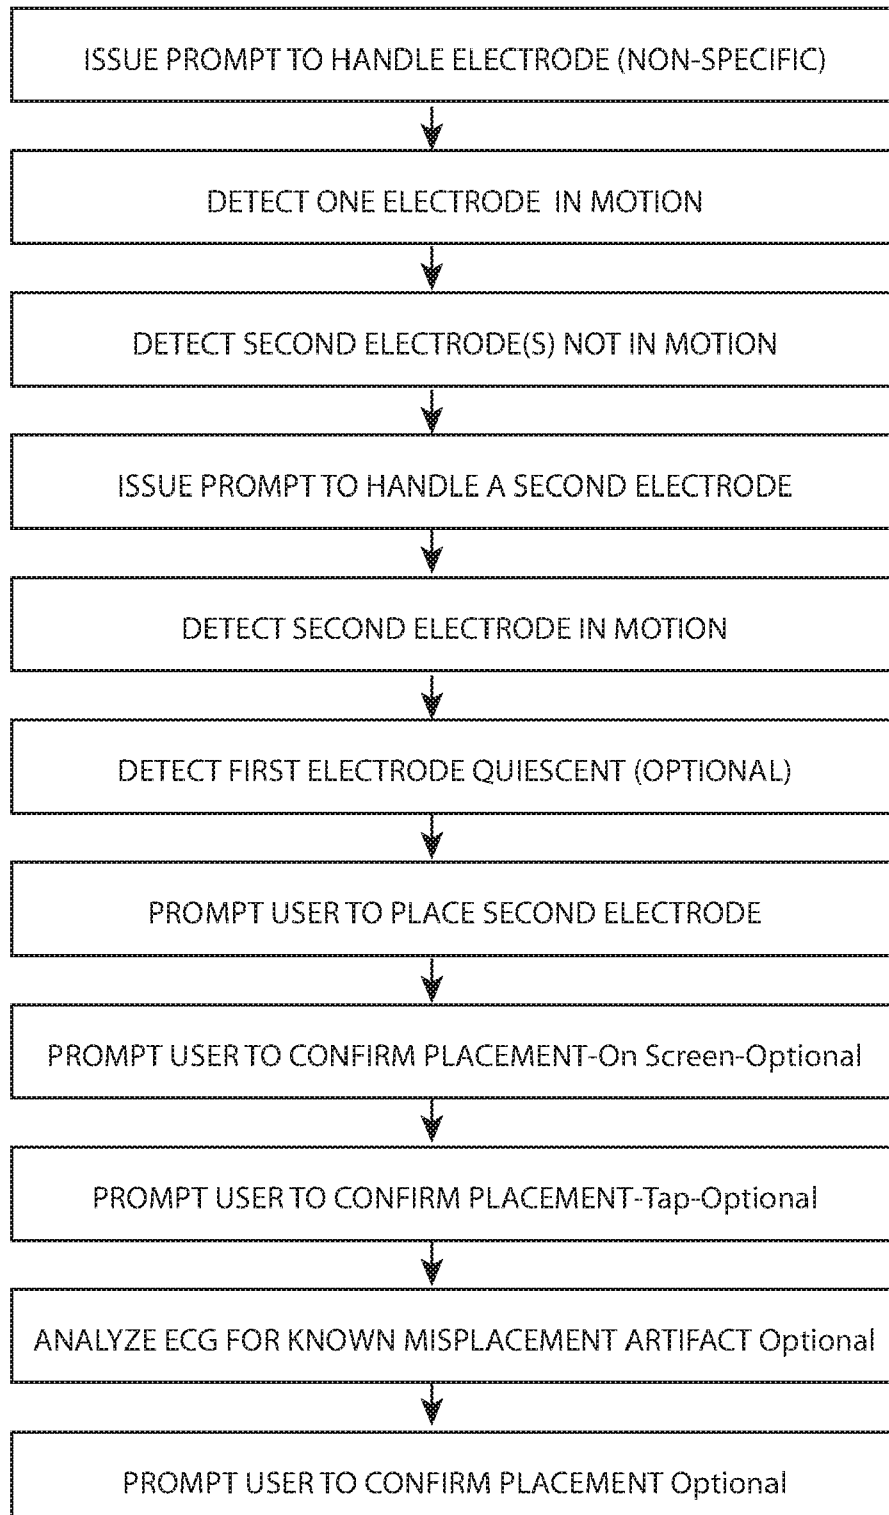 ISSUE PROMPT TO HANDLE ELECTRODE (NON-SPECIFIC)
DETECT ONE ELECTRODE IN MOTION
DETECT SECOND ELECTRODE(S) NOT IN MOTION
ISSUE PROMPT TO HANDLE A SECOND ELECTRODE
DETECT SECOND ELECTRODE IN MOTION
DETECT FIRST ELECTRODE QUIESCENT (OPTIONAL)
PROMPT USER TO PLACE SECOND ELECTRODE
PROMPT USER TO CONFIRM PLACEMENT-On Screen-Optional
PROMPT USER TO CONFIRM PLACEMENT-Tap-Optional
ANALYZE ECG FOR KNOWN MISPLACEMENT ARTIFACT Optional
PROMPT USER TO CONFIRM PLACEMENT Optional